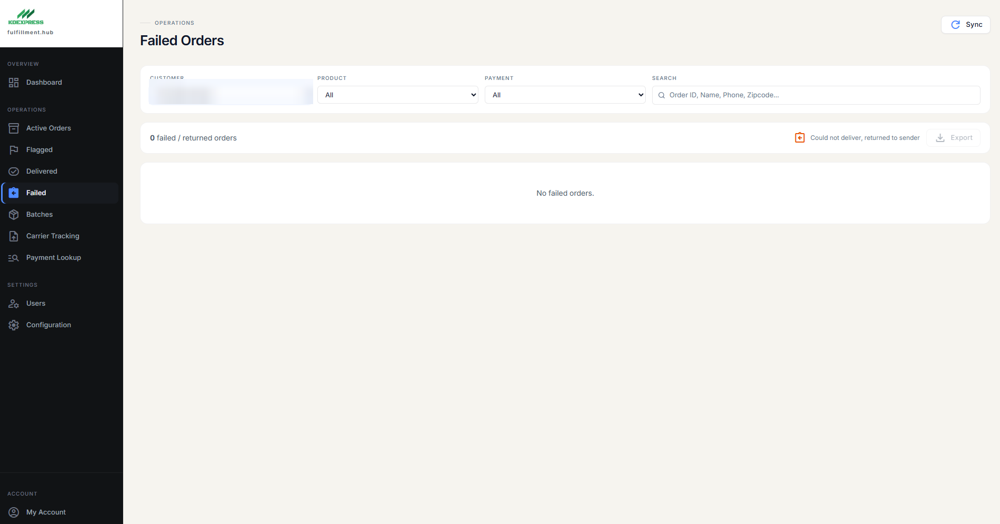 KDEXPRESS
fulfillment.hub
OVERVIEW
Dashboard
OPERATIONS
Active Orders
Flagged
Delivered
Failed
Batches
Carrier Tracking
Payment Lookup
SETTINGS
Users
Configuration
ACCOUNT
My Account
OPERATIONS
Failed Orders
Sync
CUSTOMER
PRODUCT
All
PAYMENT
All
SEARCH
Order ID, Name, Phone, Zipcode...
0 failed / returned orders
Could not deliver, returned to sender
Export
No failed orders.